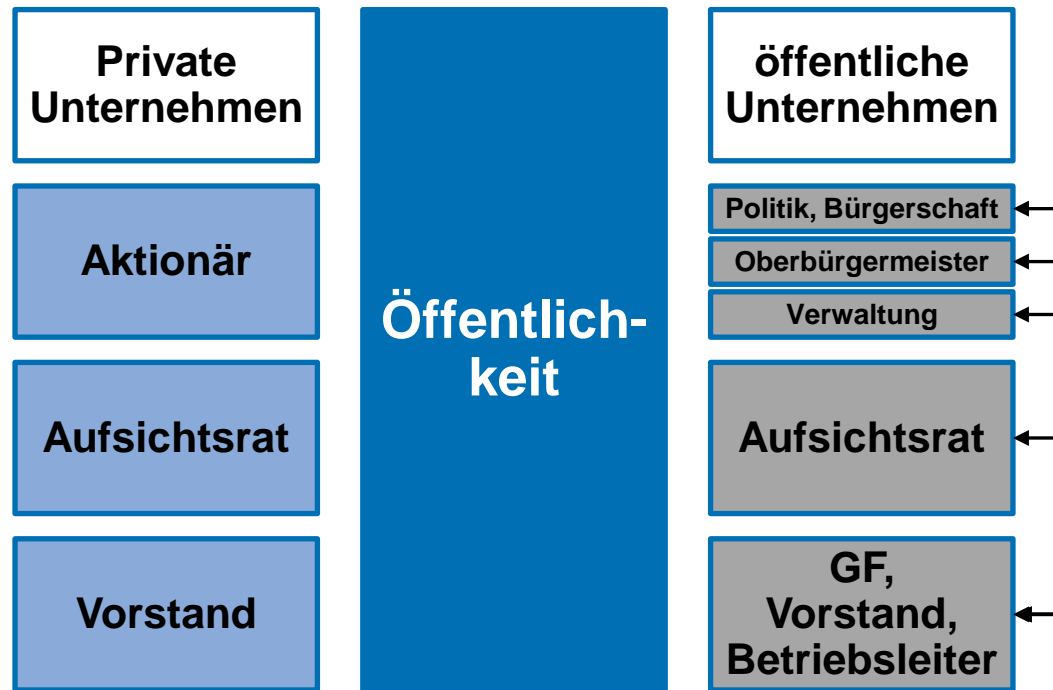 Private
Unternehmen
Aktionär
Aufsichtsrat
Vorstand
Öffentlich-
keit
öffentliche
Unternehmen
Politik, Bürgerschaft
Oberbürgermeister
Verwaltung
Aufsichtsrat
GF,
Vorstand,
Betriebsleiter